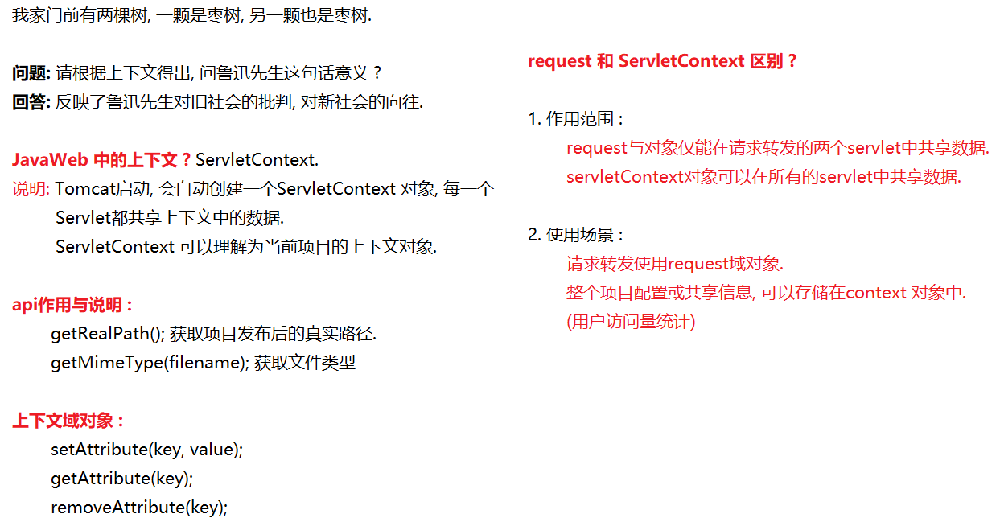 我家门前有两棵树, 一颗是枣树, 另一颗也是枣树.
问题: 请根据上下文得出, 问鲁迅先生这句话意义 ?
回答: 反映了鲁迅先生对旧社会的批判, 对新社会的向往.
JavaWeb 中的上下文 ? ServletContext.
说明: Tomcat启动, 会自动创建一个ServletContext 对象, 每一个
Servlet都共享上下文中的数据.
ServletContext 可以理解为当前项目的上下文对象.
api作用与说明 :
getRealPath(); 获取项目发布后的真实路径.
getMimeType(filename); 获取文件类型
上下文域对象 :
setAttribute(key, value);
getAttribute(key);
removeAttribute(key);
request 和 ServletContext 区别 ?
1. 作用范围 :
request与对象仅能在请求转发的两个servlet中共享数据.
servletContext对象可以在所有的servlet中共享数据.
2. 使用场景 :
请求转发使用request域对象.
整个项目配置或共享信息, 可以存储在context 对象中.
(用户访问量统计)